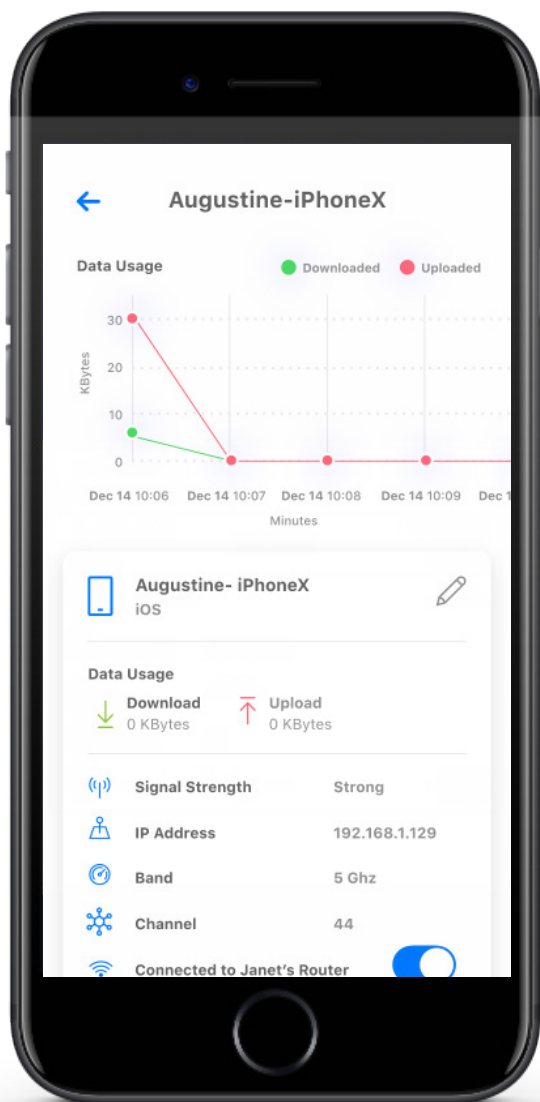 Augustine-iPhoneX
Data Usage
Downloaded
Uploaded
KBytes
30
20
10
0
Dec 14 10:06
Dec 14 10:07
Dec 14 10:08
Dec 14 10:09
Dec 1
Minutes
Augustine- iPhoneX
iOS
Data Usage
Download
0 KBytes
Upload
0 KBytes
Signal Strength Strong
IP Address 192.168.1.129
Band 5 Ghz
Channel 44
Connected to Janet's Router